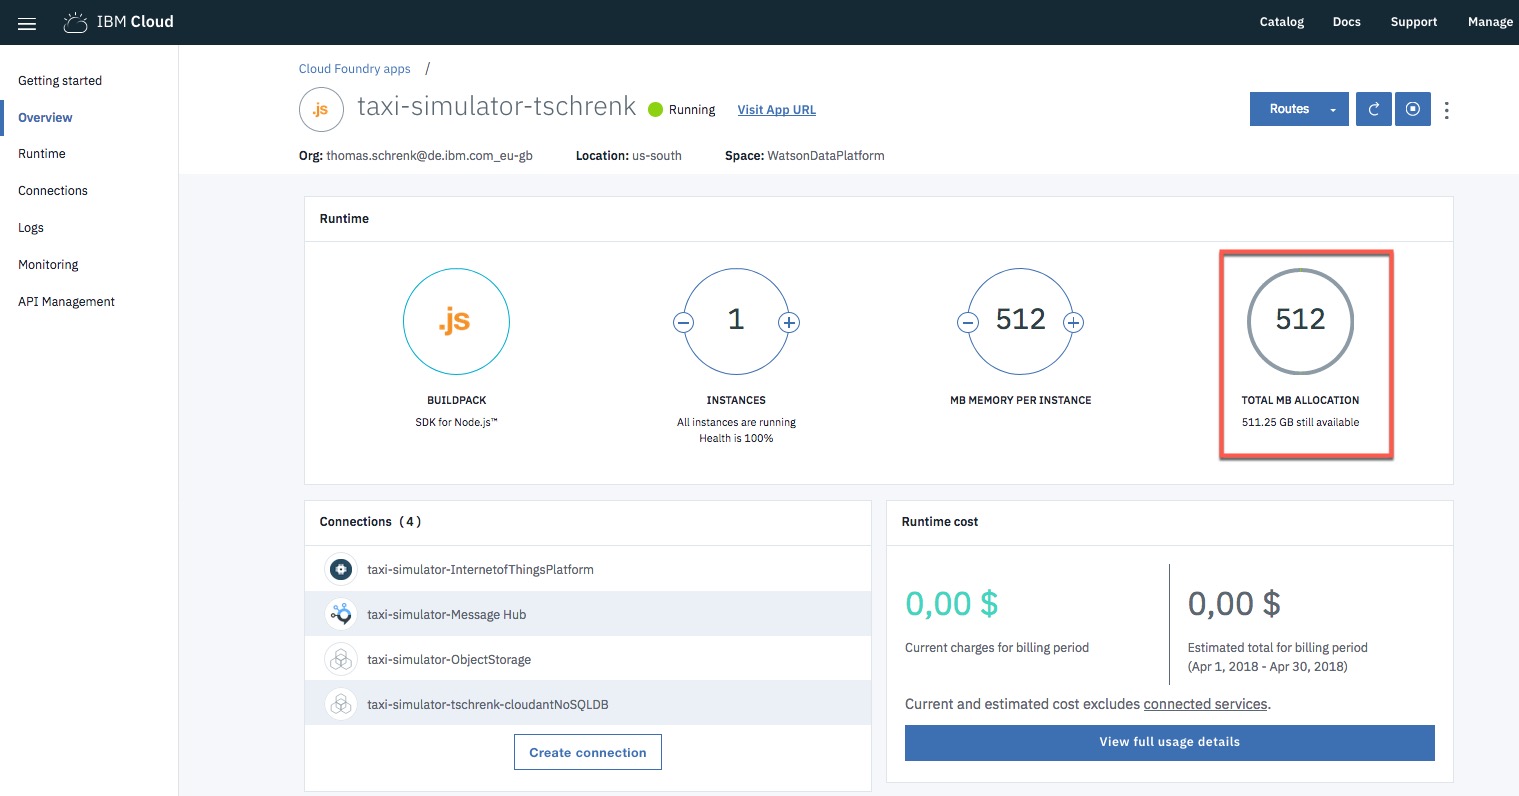 IBM Cloud
Catalog Docs Support Manage
Getting started
Overview
Runtime
Connections
Logs
Monitoring
API Management
Cloud Foundry apps /
.js taxi-simulator-tschrenk Running Visit App URL
Routes
Org: thomas.schrenk@de.ibm.com_eu-gb Location: us-south Space: WatsonDataPlatform
Runtime
.js
BUILDPACK
SDK for Node.js™
1
INSTANCES
All instances are running
Health is 100%
512
MB MEMORY PER INSTANCE
512
TOTAL MB ALLOCATION
511.25 GB still available
Connections (4)
taxi-simulator-InternetofThingsPlatform
taxi-simulator-Message Hub
taxi-simulator-ObjectStorage
taxi-simulator-tschrenk-cloudantNoSQLDB
Create connection
Runtime cost
0,00 $
Current charges for billing period
0,00 $
Estimated total for billing period
(Apr 1, 2018 - Apr 30, 2018)
Current and estimated cost excludes connected services.
View full usage details